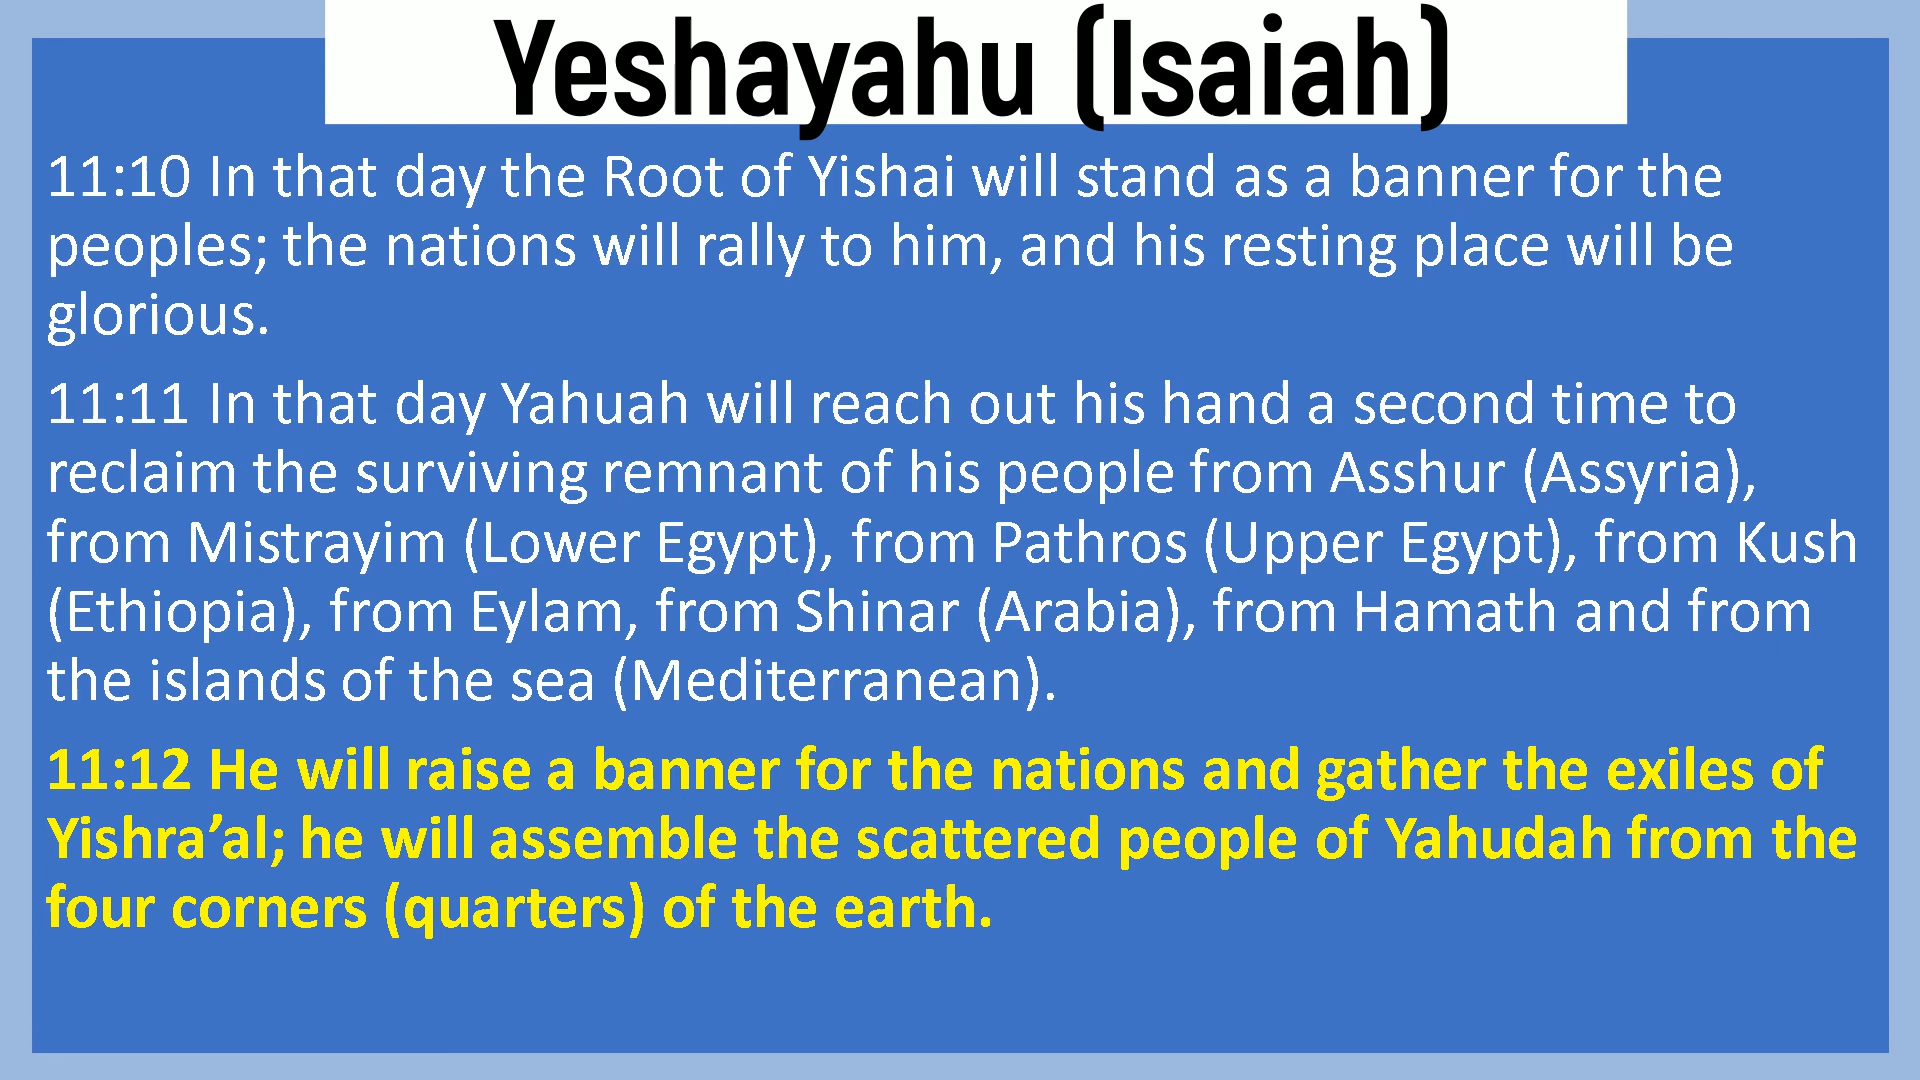 Yeshayahu (Isaiah)
11:10 In that day the Root of Yishai will stand as a banner for the
peoples; the nations will rally to him, and his resting place will be
glorious.
11:11 In that day Yahuah will reach out his hand a second time to
reclaim the surviving remnant of his people from Asshur (Assyria),
from Mistrayim (Lower Egypt), from Pathros (Upper Egypt), from Kush
(Ethiopia), from Eylam, from Shinar (Arabia), from Hamath and from
the islands of the sea (Mediterranean).
11:12 He will raise a banner for the nations and gather the exiles of
Yishra’al; he will assemble the scattered people of Yahudah from the
four corners (quarters) of the earth.